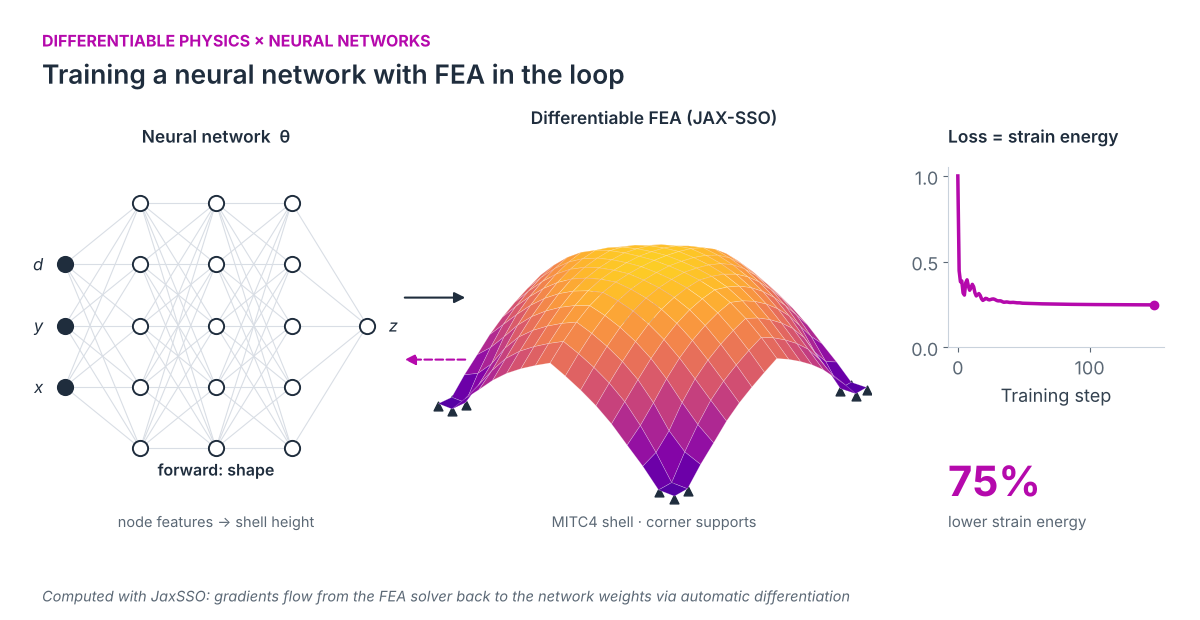 DIFFERENTIABLE PHYSICS × NEURAL NETWORKS
Training a neural network with FEA in the loop
Neural network θ
d
y
x
z
forward: shape
node features → shell height
Differentiable FEA (JAX-SSO)
MITC4 shell · corner supports
Loss = strain energy
1.0
0.5
0.0
0
100
Training step
75%
lower strain energy
Computed with JaxSSO: gradients flow from the FEA solver back to the network weights via automatic differentiation